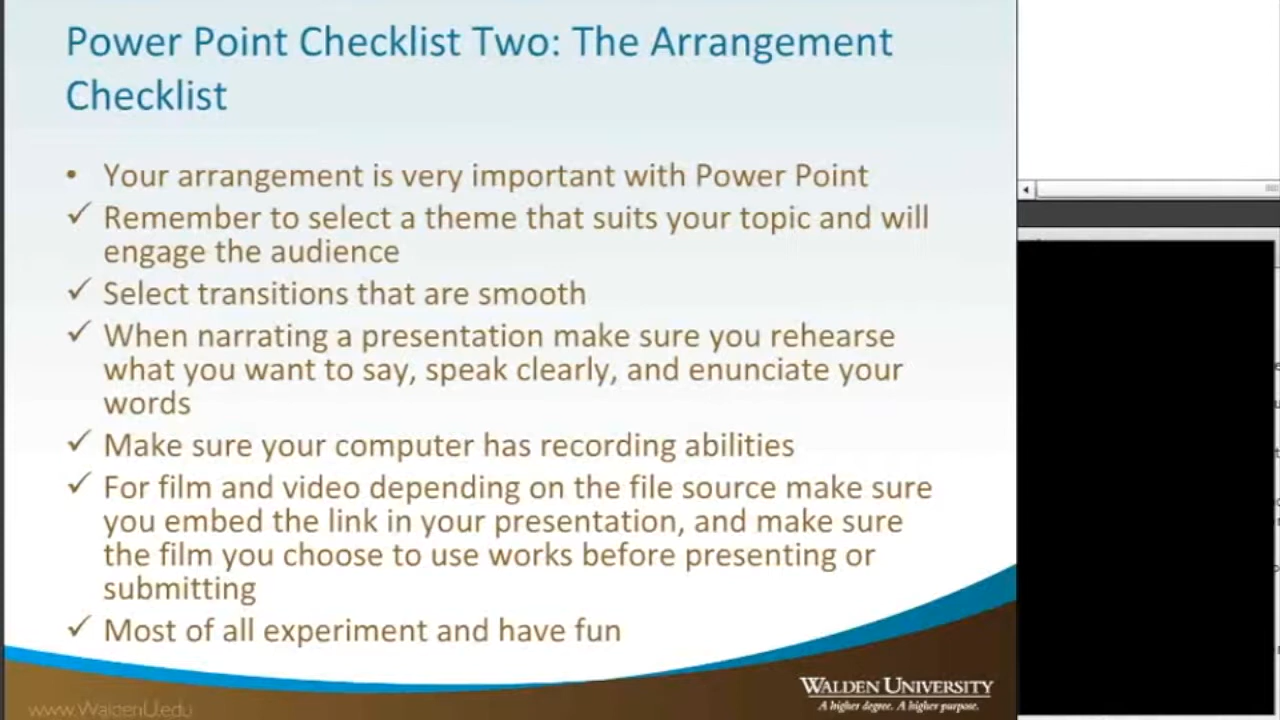 Power Point Checklist Two: The Arrangement
Checklist
• Your arrangement is very important with Power Point
✓ Remember to select a theme that suits your topic and will
engage the audience
✓ Select transitions that are smooth
✓ When narrating a presentation make sure you rehearse
what you want to say, speak clearly, and enunciate your
words
✓ Make sure your computer has recording abilities
✓ For film and video depending on the file source make sure
you embed the link in your presentation, and make sure
the film you choose to use works before presenting or
submitting
✓ Most of all experiment and have fun
WALDEN UNIVERSITY
A higher degree. A higher purpose.
www.WaldenU.edu